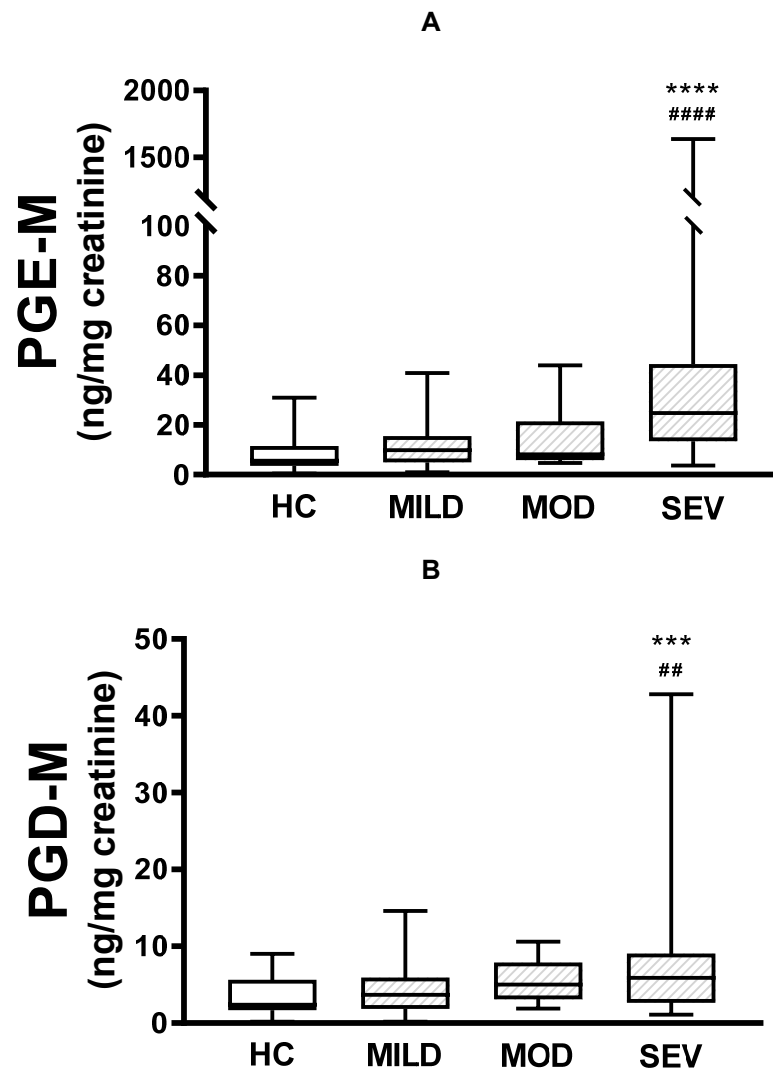 A
PGE-M
(ng/mg creatinine)
2000
1500
100
80
60
40
20
0
****
####
HC MILD MOD SEV
B
PGD-M
(ng/mg creatinine)
50
40
30
20
10
0
***
##
HC MILD MOD SEV